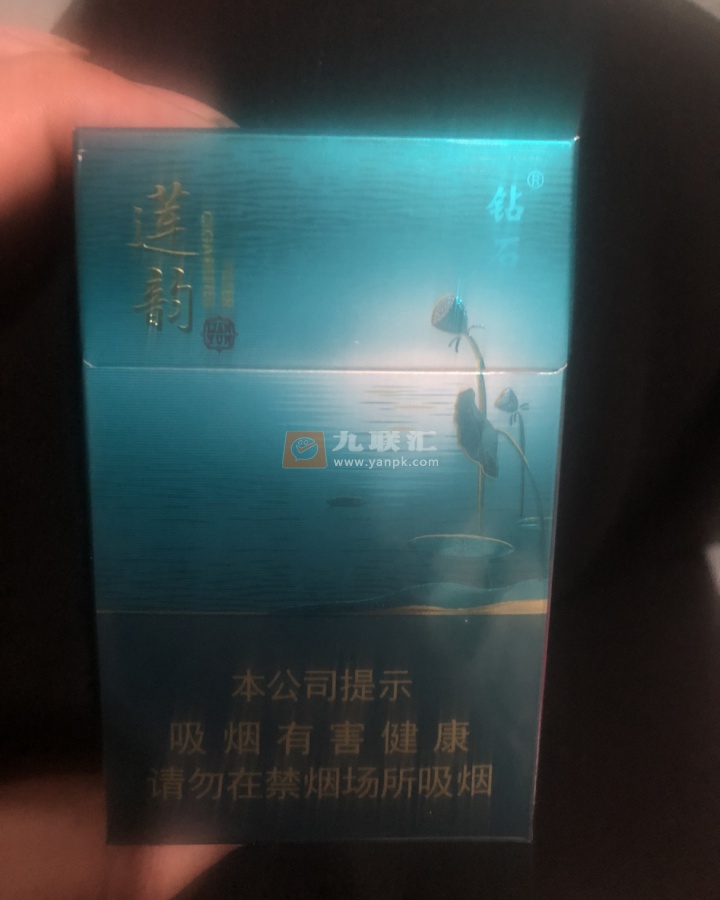 莲韵
LIAN
YUN
钻石®
九联汇
www.yanpk.com
本公司提示
吸烟有害健康
请勿在禁烟场所吸烟